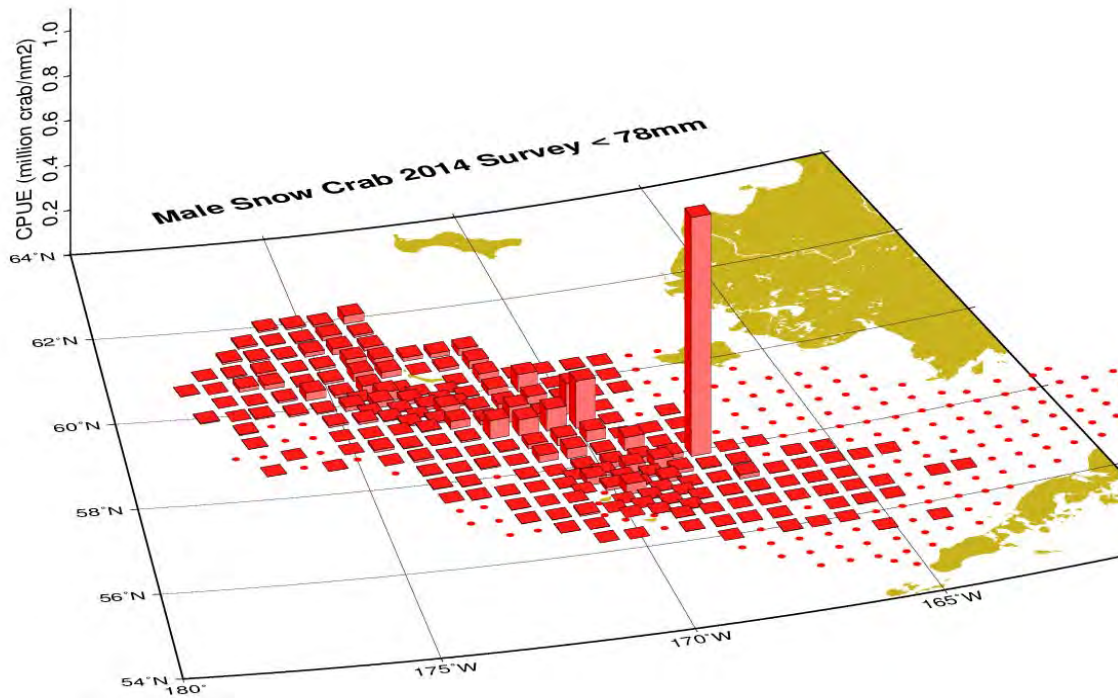 CPUE (million crab/nm2)
1.0
0.8
0.6
0.4
0.2
Male Snow Crab 2014 Survey < 78mm
64˚N
62˚N
60˚N
58˚N
56˚N
54˚N
180˚
175˚W
170˚W
165˚W